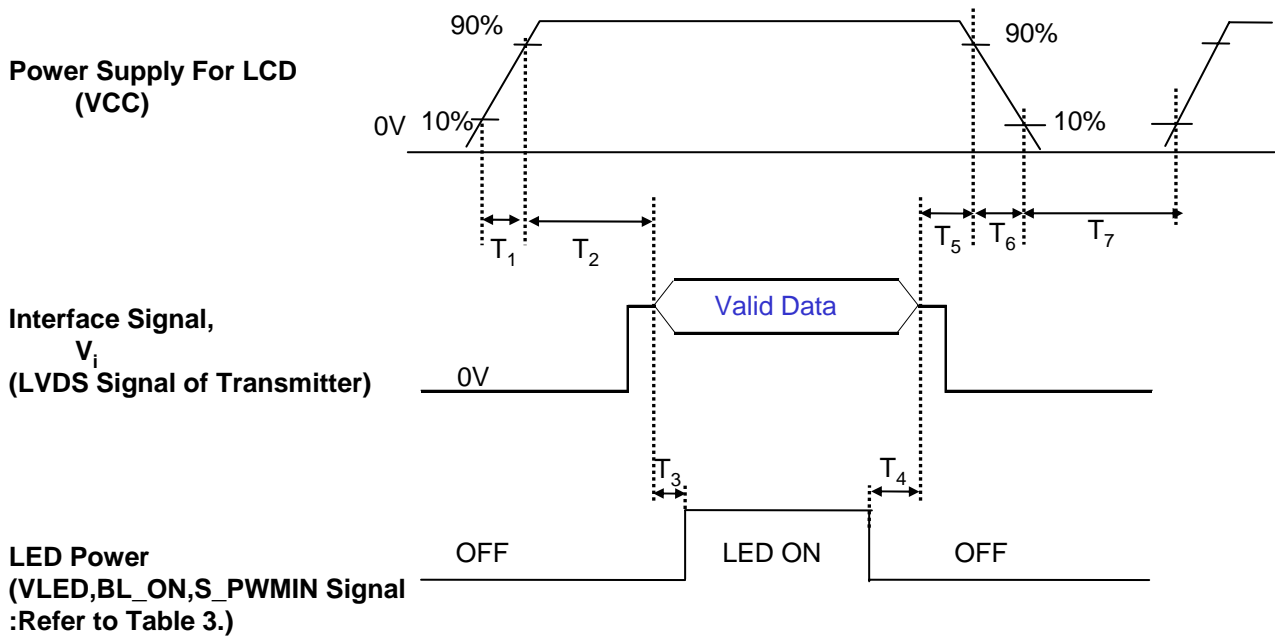 90%
90%
Power Supply For LCD
(VCC)
0V
10%
10%
T1
T2
T5
T6
T7
Valid Data
Interface Signal,
Vi
(LVDS Signal of Transmitter)
0V
T3
T4
LED Power
(VLED,BL_ON,S_PWMIN Signal
:Refer to Table 3.)
OFF
LED ON
OFF